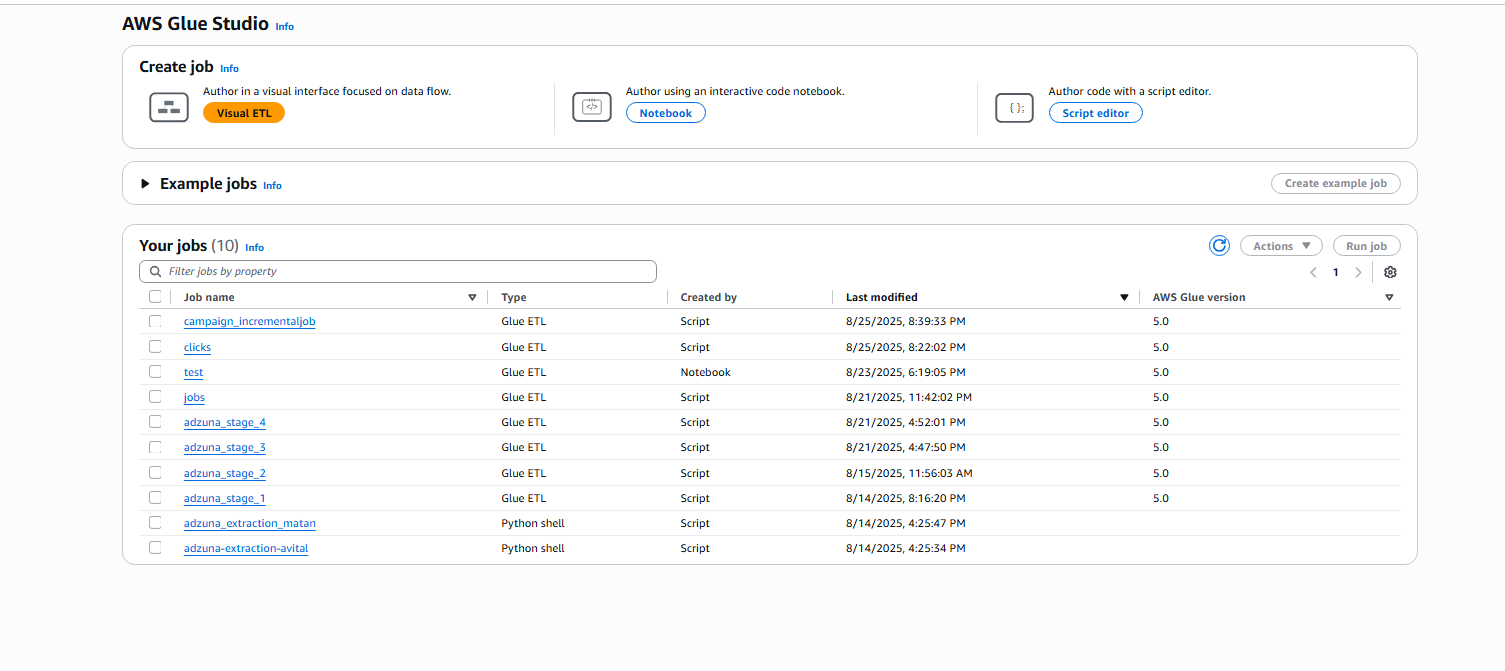 AWS Glue Studio Info
Create job Info
Author in a visual interface focused on data flow.
Visual ETL
Author using an interactive code notebook.
Notebook
Author code with a script editor.
Script editor
Example jobs Info
Create example job
Your jobs (10) Info
Actions
Run job
Filter jobs by property
1
Job name Type Created by Last modified AWS Glue version
campaign_incrementaljob Glue ETL Script 8/25/2025, 8:39:33 PM 5.0
clicks Glue ETL Script 8/25/2025, 8:22:02 PM 5.0
test Glue ETL Notebook 8/23/2025, 6:19:05 PM 5.0
jobs Glue ETL Script 8/21/2025, 11:42:02 PM 5.0
adzuna_stage_4 Glue ETL Script 8/21/2025, 4:52:01 PM 5.0
adzuna_stage_3 Glue ETL Script 8/21/2025, 4:47:50 PM 5.0
adzuna_stage_2 Glue ETL Script 8/15/2025, 11:56:03 AM 5.0
adzuna_stage_1 Glue ETL Script 8/14/2025, 8:16:20 PM 5.0
adzuna_extraction_matan Python shell Script 8/14/2025, 4:25:47 PM
adzuna-extraction-avital Python shell Script 8/14/2025, 4:25:34 PM